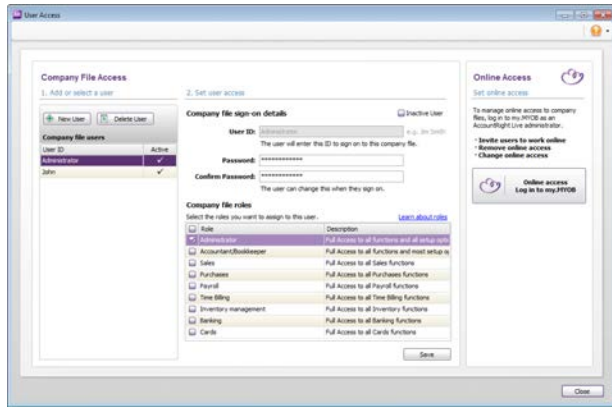 User Access
Company File Access
1. Add or select a user
New User
Delete User
Company file users
User ID Active
Administrator
John
2. Set user access
Company file sign-on details
Inactive User
User ID: Administrator e.g. Jim Smith
The user will enter this ID to sign on to this company file.
Password: ************
Confirm Password: ************
The user can change this when they sign on.
Company file roles
Select the roles you want to assign to this user. Learn about roles
Role Description
Administrator Full Access to all functions and all setup opti
Accountant/Bookkeeper Full Access to all functions and most setup op
Sales Full Access to all Sales functions
Purchases Full Access to all Purchases functions
Payroll Full Access to all Payroll functions
Time Billing Full Access to all Time Billing functions
Inventory management Full Access to all Inventory functions
Banking Full Access to all Banking functions
Cards Full Access to all Cards functions
Save
Online Access
Set online access
To manage online access to company
files, log in to my.MYOB as an
AccountRight Live administrator.
- Invite users to work online
- Remove online access
- Change online access
Online access
Log in to my.MYOB
Close